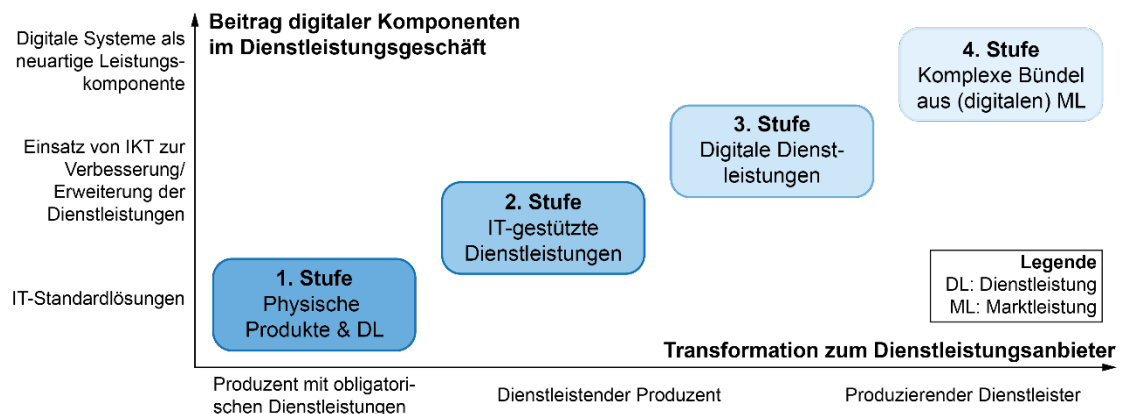 Beitrag digitaler Komponenten
im Dienstleistungsgeschäft
Digitale Systeme als
neuartige Leistungs-
komponente
Einsatz von IKT zur
Verbesserung/
Erweiterung der
Dienstleistungen
IT-Standardlösungen
1. Stufe
Physische
Produkte & DL
2. Stufe
IT-gestützte
Dienstleistungen
3. Stufe
Digitale Dienst-
leistungen
4. Stufe
Komplexe Bündel
aus (digitalen) ML
Legende
DL: Dienstleistung
ML: Marktleistung
Transformation zum Dienstleistungsanbieter
Produzent mit obligatori-
schen Dienstleistungen
Dienstleistender Produzent
Produzierender Dienstleister